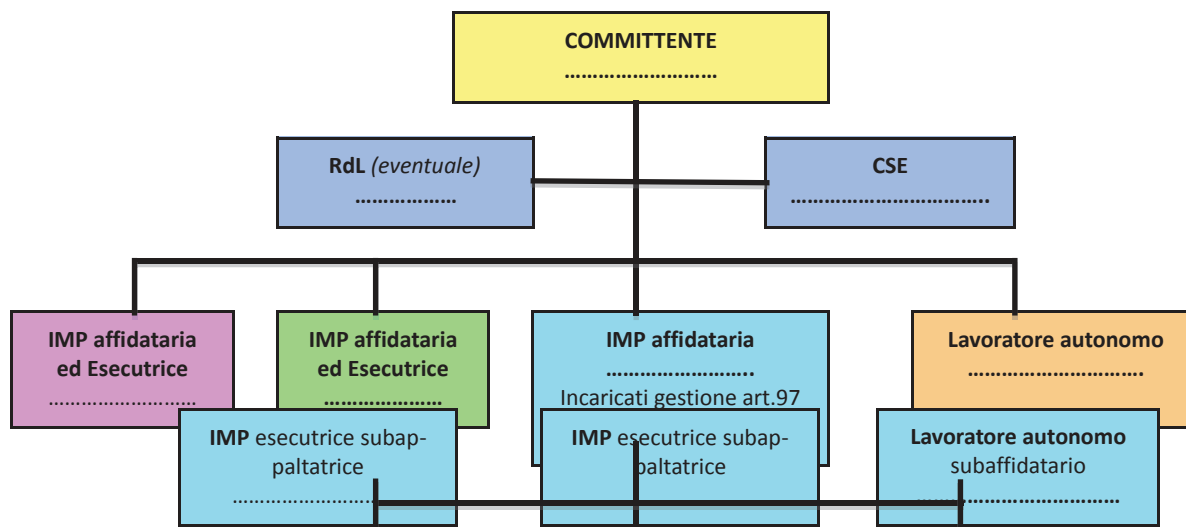 COMMITTENTE
………………………
RdL (eventuale)
………………
CSE
……………………………..
IMP affidataria
ed Esecutrice
………………………
IMP affidataria
ed Esecutrice
…………………
IMP affidataria
……………………..
Incaricati gestione art.97
Lavoratore autonomo
………………………….
IMP esecutrice subap-
paltatrice
………………………
IMP esecutrice subap-
paltatrice
Lavoratore autonomo
subaffidatario
………………………………